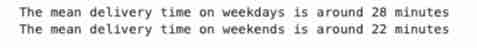 The mean delivery time on weekdays is around 28 minutes
The mean delivery time on weekends is around 22 minutes